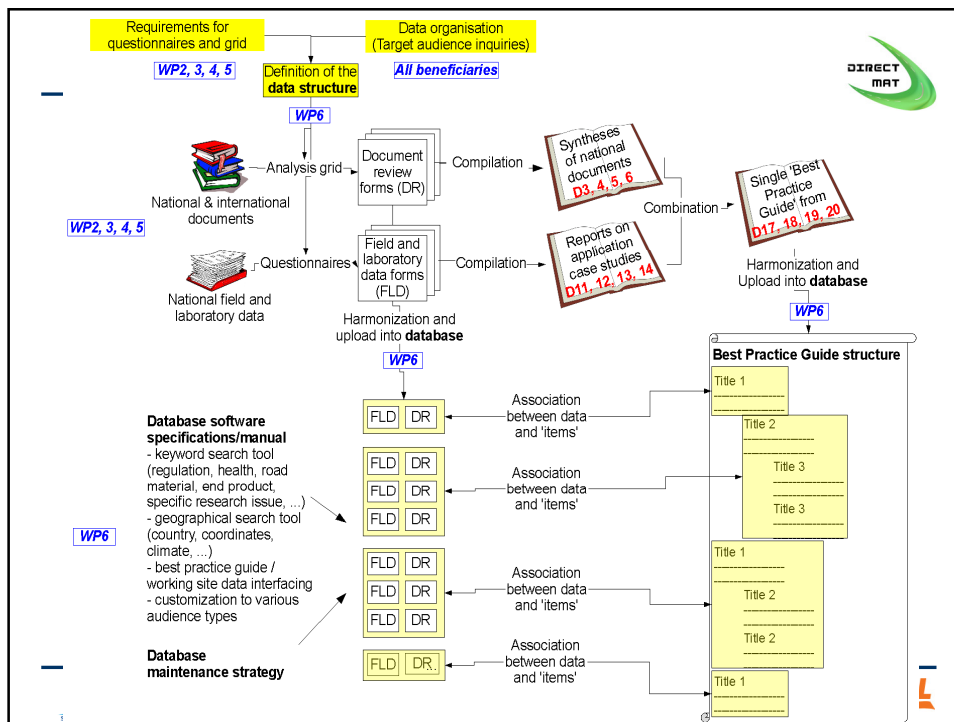 Requirements for
questionnaires and grid
Data organisation
(Target audience inquiries)
WP2, 3, 4, 5
Definition of the
data structure
All beneficiaries
DIRECT
MAT
WP6
National & international
documents
Analysis grid
Document
review
forms (DR)
Compilation
Syntheses
of national
documents
D3, 4, 5, 6
Combination
Single 'Best
Practice
Guide' from
D17, 18, 19, 20
WP2, 3, 4, 5
National field and
laboratory data
Questionnaires
Field and
laboratory
data forms
(FLD)
Compilation
Reports on
application
case studies
D11, 12, 13, 14
Harmonization and
Upload into database
WP6
Harmonization and
upload into database
WP6
Best Practice Guide structure
Title 1
Title 2
Title 3
Title 3
Title 1
Title 2
Title 2
Title 1
FLD DR
FLD DR
FLD DR
FLD DR
FLD DR
FLD DR
FLD DR
FLD DR..
Association
between data
and 'items'
Association
between data
and 'items'
Association
between data
and 'items'
Association
between data
and 'items'
WP6
Database software
specifications/manual
- keyword search tool
(regulation, health, road
material, end product,
specific research issue, ...)
- geographical search tool
(country, coordinates,
climate, ...)
- best practice guide /
working site data interfacing
- customization to various
audience types
Database
maintenance strategy